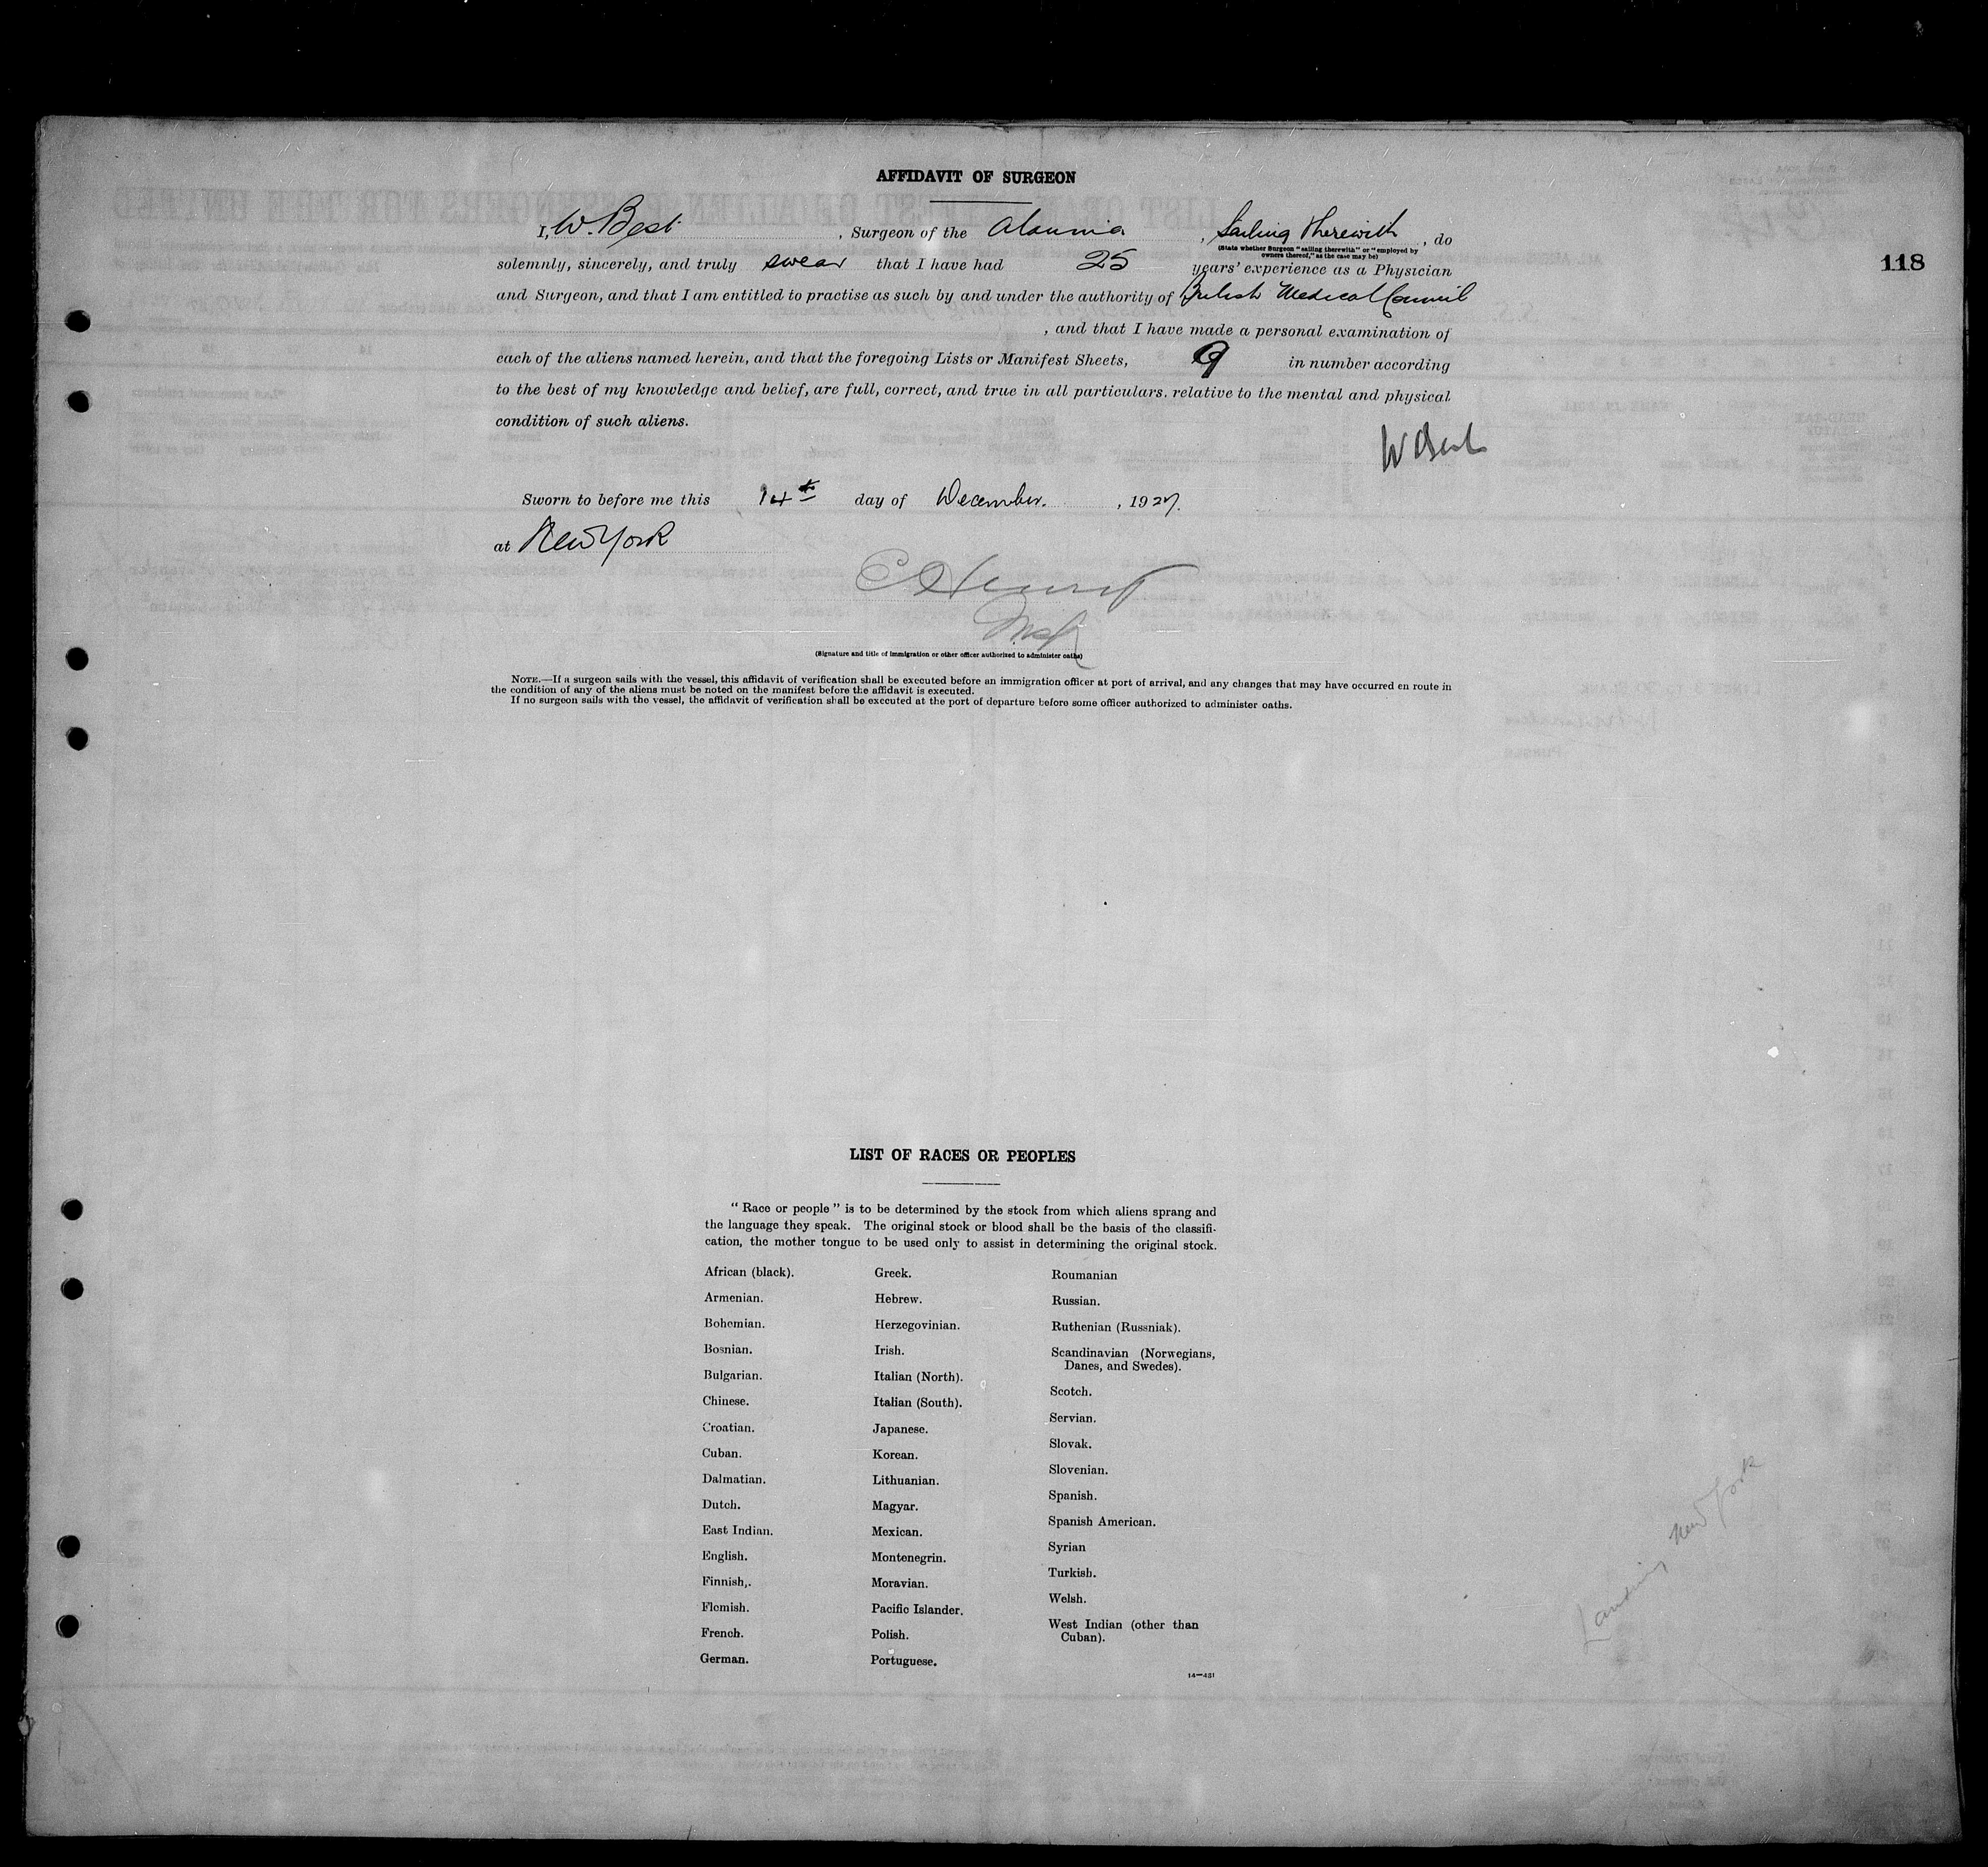 AFFIDAVIT OF SURGEON
I, W. Best, Surgeon of the Alaunia, Sailing Therewith, do
(State whether Surgeon "sailing therewith" or "employed by
owners thereof," as the case may be)
118
solemnly, sincerely, and truly swear that I have had 25 years' experience as a Physician
and Surgeon, and that I am entitled to practise as such by and under the authority of British Medical Council
, and that I have made a personal examination of
each of the aliens named herein, and that the foregoing Lists or Manifest Sheets, 9 in number according
to the best of my knowledge and belief, are full, correct, and true in all particulars. relative to the mental and physical
condition of such aliens.
W Best
Sworn to before me this 14th day of December. , 1927.
at New York
(Signature and title of immigration or other officer authorized to administer oaths)
NOTE.—If a surgeon sails with the vessel, this affidavit of verification shall be executed before an immigration officer at port of arrival, and any changes that may have occurred en route in
the condition of any of the aliens must be noted on the manifest before the affidavit is executed.
If no surgeon sails with the vessel, the affidavit of verification shall be executed at the port of departure before some officer authorized to administer oaths.
LIST OF RACES OR PEOPLES
"Race or people" is to be determined by the stock from which aliens sprang and
the language they speak. The original stock or blood shall be the basis of the classifi-
cation, the mother tongue to be used only to assist in determining the original stock.
African (black).
Armenian.
Bohemian.
Bosnian.
Bulgarian.
Chinese.
Croatian.
Cuban.
Dalmatian.
Dutch.
East Indian.
English.
Finnish,.
Flemish.
French.
German.
Greek.
Hebrew.
Herzegovinian.
Irish.
Italian (North).
Italian (South).
Japanese.
Korean.
Lithuanian.
Magyar.
Mexican.
Montenegrin.
Moravian.
Pacific Islander.
Polish.
Portuguese.
Roumanian
Russian.
Ruthenian (Russniak).
Scandinavian (Norwegians,
Danes, and Swedes).
Scotch.
Servian.
Slovak.
Slovenian.
Spanish.
Spanish American.
Syrian
Turkish.
Welsh.
West Indian (other than
Cuban).
14—431
Landing New York